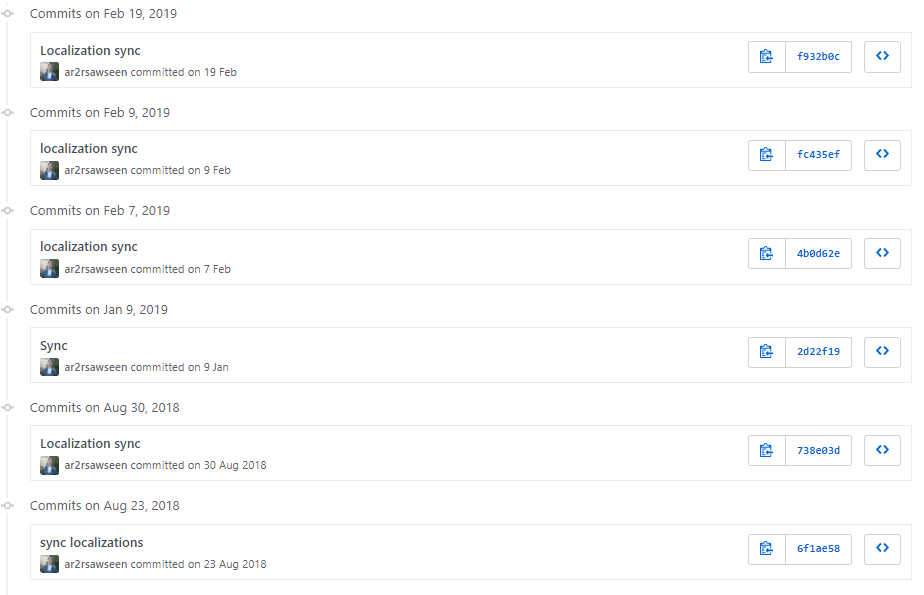 Commits on Feb 19, 2019
Localization sync
f932b0c
ar2rsawseen committed on 19 Feb
Commits on Feb 9, 2019
localization sync
fc435ef
ar2rsawseen committed on 9 Feb
Commits on Feb 7, 2019
localization sync
4b0d62e
ar2rsawseen committed on 7 Feb
Commits on Jan 9, 2019
Sync
2d22f19
ar2rsawseen committed on 9 Jan
Commits on Aug 30, 2018
Localization sync
738e03d
ar2rsawseen committed on 30 Aug 2018
Commits on Aug 23, 2018
sync localizations
6f1ae58
ar2rsawseen committed on 23 Aug 2018